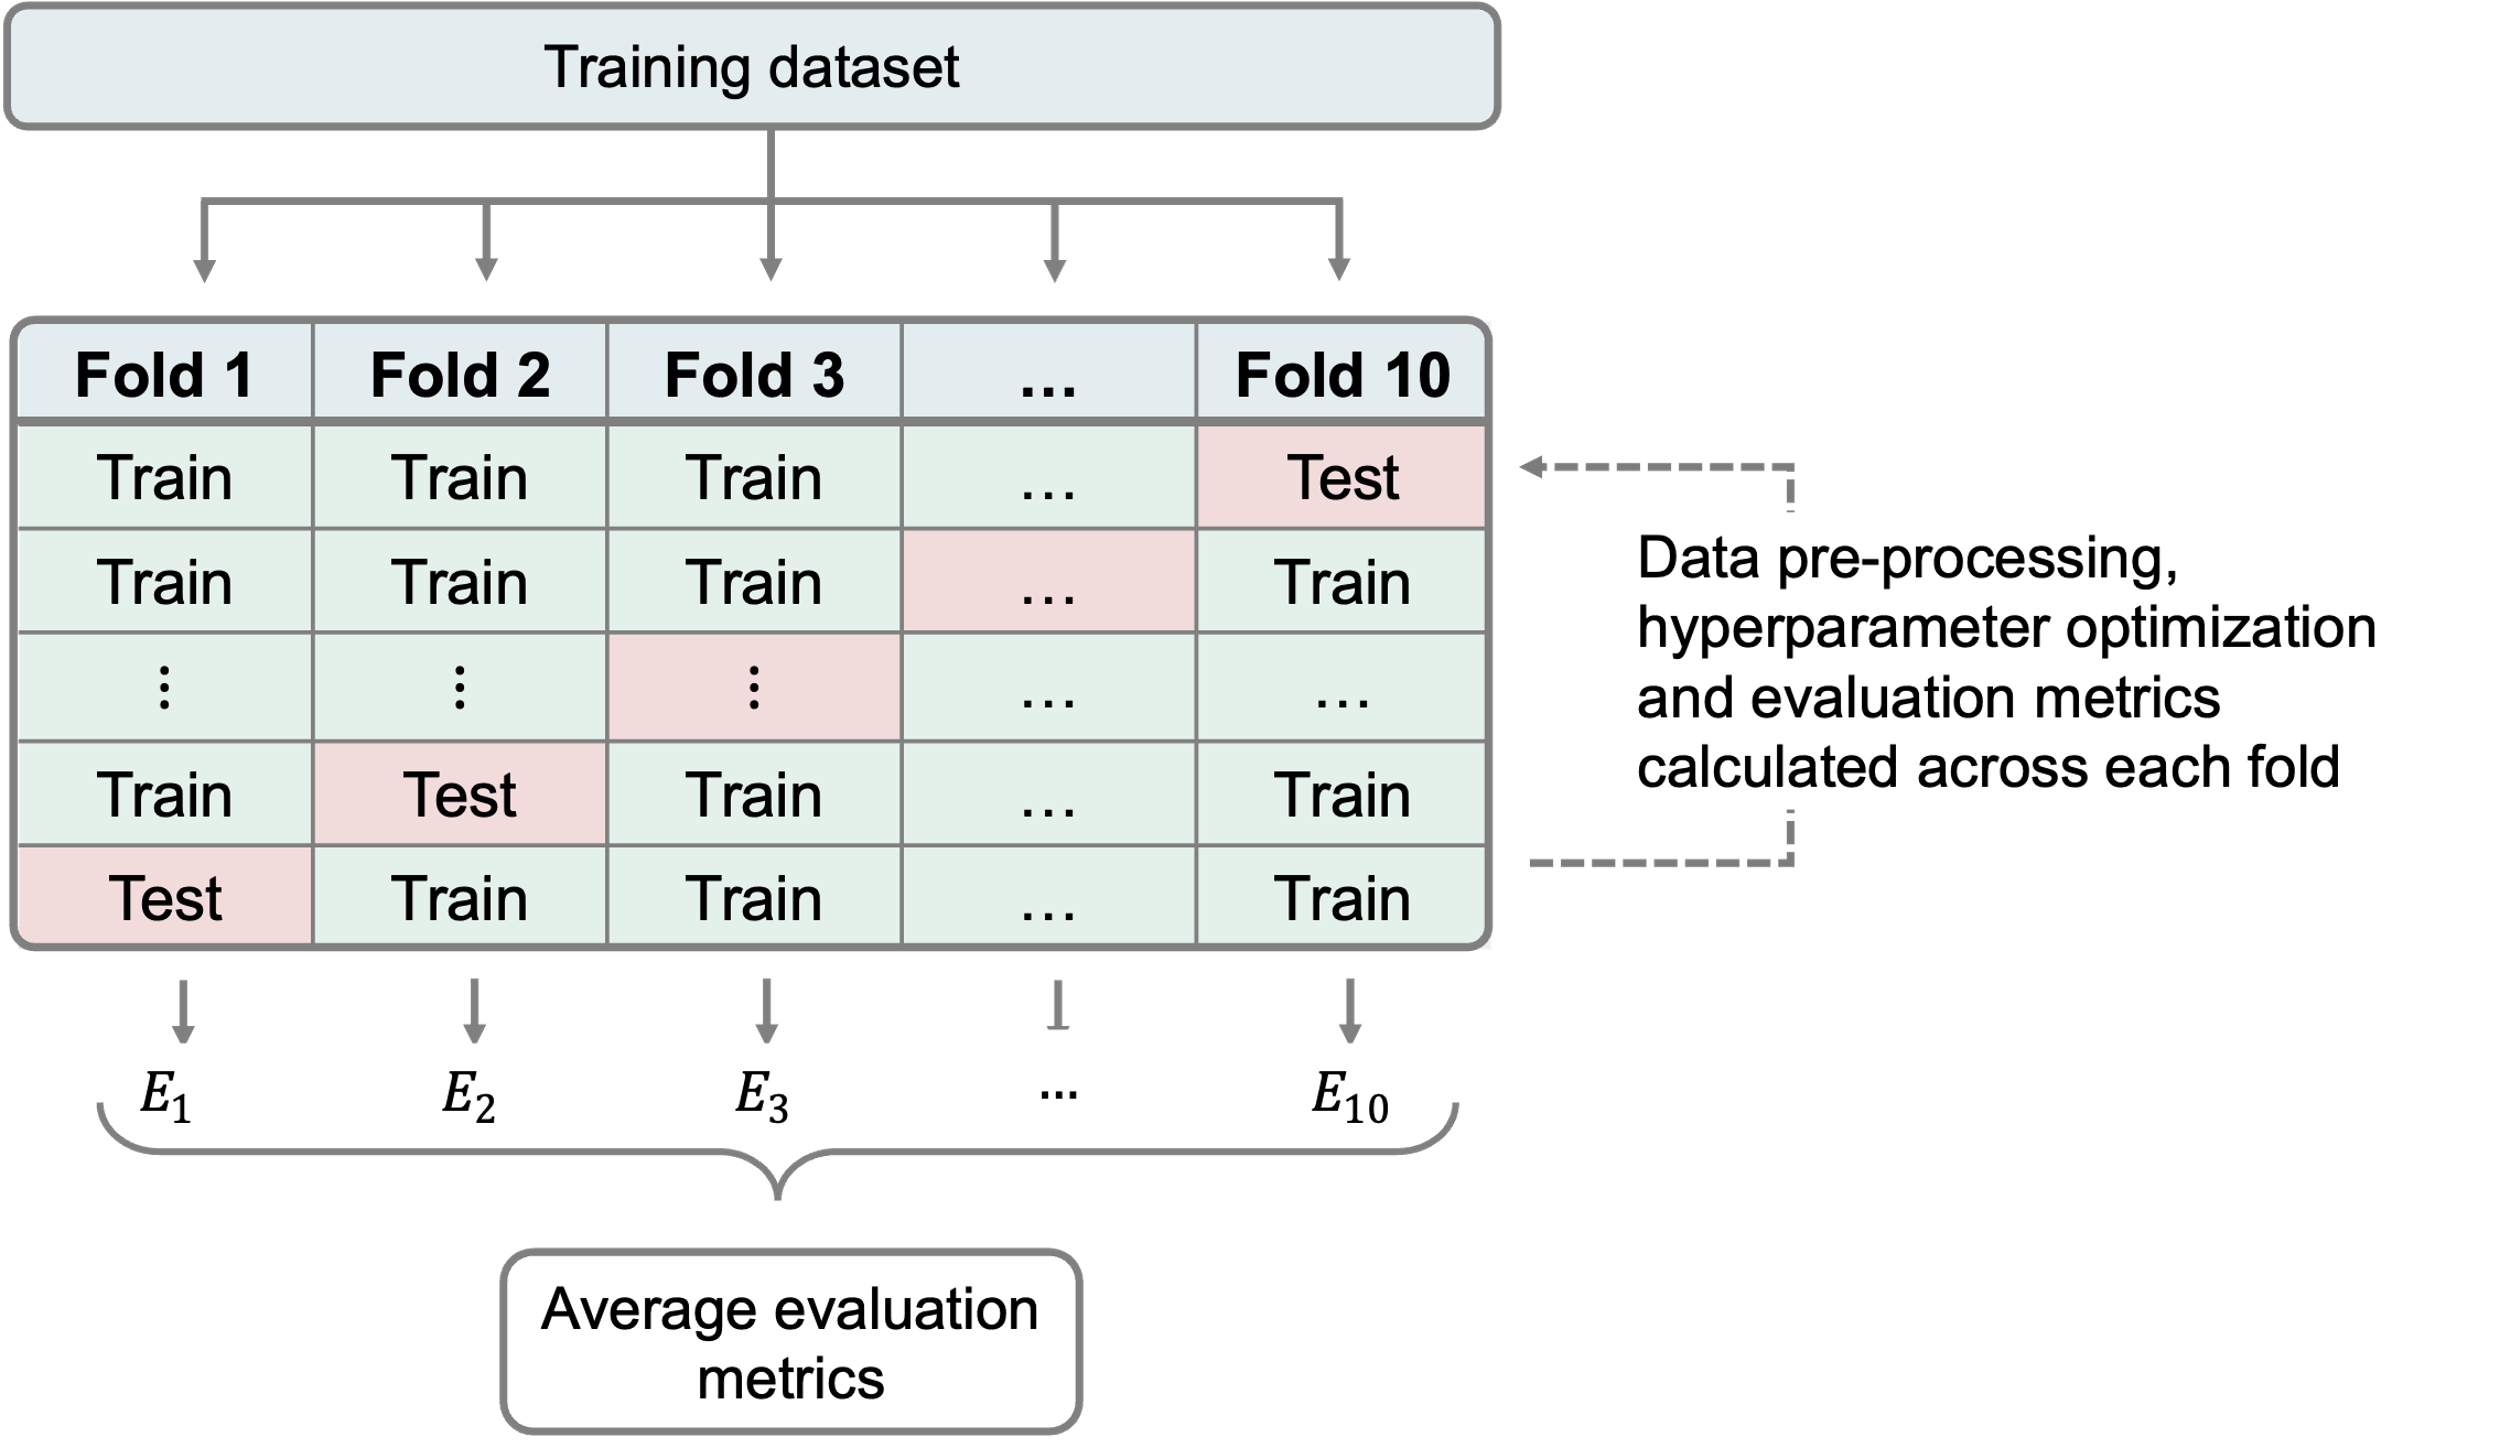 Training dataset
Fold 1 Fold 2 Fold 3 ... Fold 10
Train Train Train ... Test
Train Train Train ... Train
⋮ ⋮ ⋮ ... ...
Train Test Train ... Train
Test Train Train ... Train
Data pre-processing,
hyperparameter optimization
and evaluation metrics
calculated across each fold
E₁ E₂ E₃ ... E₁₀
Average evaluation
metrics